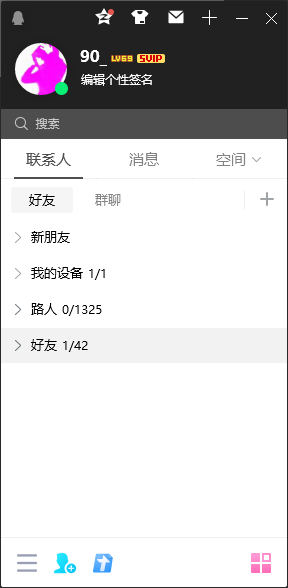 90_ LV69 SVIP
编辑个性签名
搜索
联系人 消息 空间
好友 群聊
新朋友
我的设备 1/1
路人 0/1325
好友 1/42